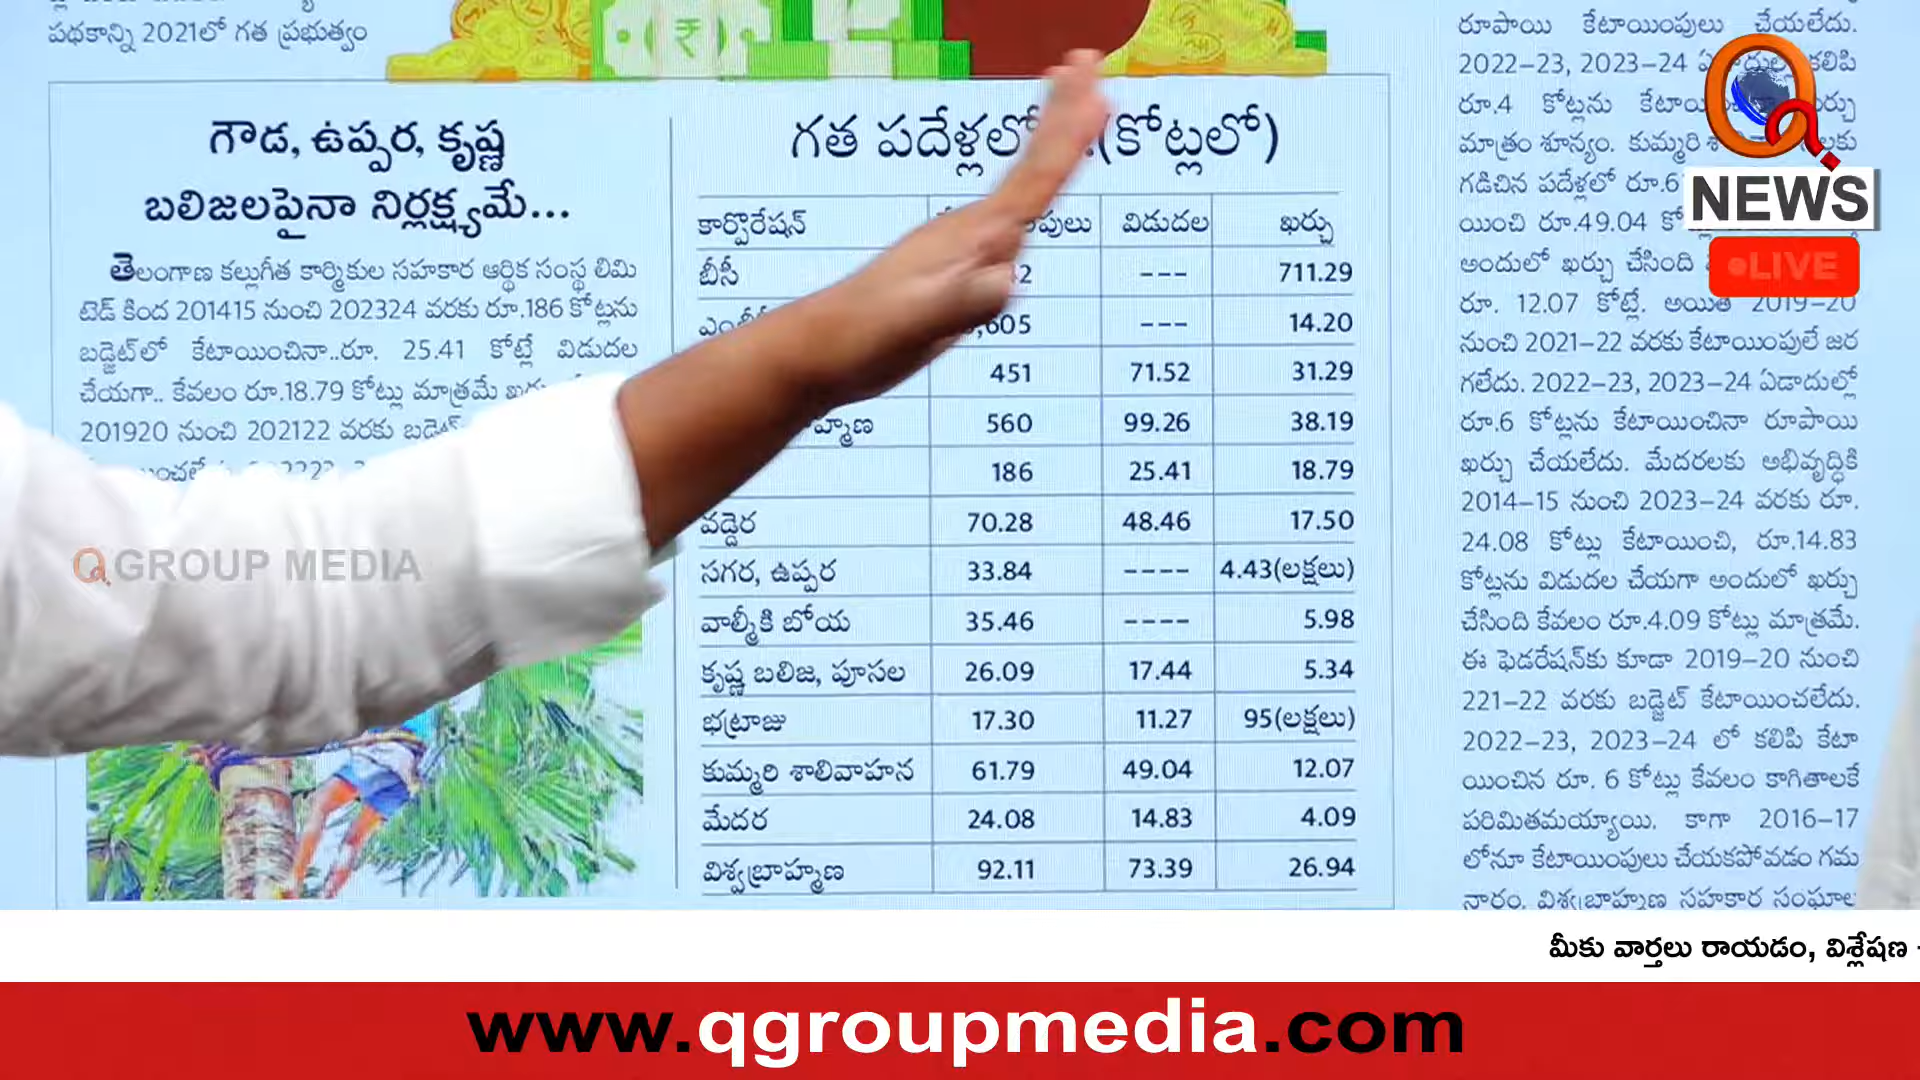 పథకాన్ని 2021లో గత ప్రభుత్వం
గౌడ, ఉప్పర, కృష్ణ
బలిజలపైనా నిర్లక్ష్యమే...
తెలంగాణ కల్లుగీత కార్మికుల సహకార ఆర్థిక సంస్థ లిమి
టెడ్ కింద 201415 నుంచి 202324 వరకు రూ.186 కోట్లను
బడ్జెట్‌లో కేటాయించినా..రూ. 25.41 కోట్లే విడుదల
చేయగా.. కేవలం రూ.18.79 కోట్లు మాత్రమే
201920 నుంచి 202122 వరకు
గత పదేళ్లలో (కోట్లలో)
కార్పొరేషన్ విడుదల ఖర్చు
బీసీ --- 711.29
--- 14.20
451 71.52 31.29
560 99.26 38.19
186 25.41 18.79
వడ్డెర 70.28 48.46 17.50
సగర, ఉప్పర 33.84 ---- 4.43(లక్షలు)
వాల్మీకి బోయ 35.46 ---- 5.98
కృష్ణ బలిజ, పూసల 26.09 17.44 5.34
భట్రాజు 17.30 11.27 95(లక్షలు)
కుమ్మరి శాలివాహన 61.79 49.04 12.07
మేదర 24.08 14.83 4.09
విశ్వబ్రాహ్మణ 92.11 73.39 26.94
రూపాయి కేటాయింపులు చేయలేదు.
2022–23, 2023–24 కలిపి
రూ.4 కోట్లను
మాత్రం శూన్యం. కుమ్మరి
గడిచిన పదేళ్లలో
యించి రూ.49.04
అందులో ఖర్చు చేసింది
రూ. 12.07 కోట్లే. అయితే 2019–20
నుంచి 2021–22 వరకు కేటాయింపులే జర
గలేదు. 2022–23, 2023–24 ఏడాదుల్లో
రూ.6 కోట్లను కేటాయించినా రూపాయి
ఖర్చు చేయలేదు. మేదరలకు అభివృద్ధికి
2014–15 నుంచి 2023–24 వరకు రూ.
24.08 కోట్లు కేటాయించి, రూ.14.83
కోట్లను విడుదల చేయగా అందులో ఖర్చు
చేసింది కేవలం రూ.4.09 కోట్లు మాత్రమే.
ఈ ఫెడరేషన్‌కు కూడా 2019–20 నుంచి
221–22 వరకు బడ్జెట్ కేటాయించలేదు.
2022–23, 2023–24 లో కలిపి కేటా
యించిన రూ. 6 కోట్లు కేవలం కాగితాలకే
పరిమితమయ్యాయి. కాగా 2016–17
లోనూ కేటాయింపులు చేయకపోవడం గమ
నార్హం. విశ్వబ్రాహ్మణ సహకార సంఘాల
Q NEWS
LIVE
QGROUP MEDIA
మీకు వార్తలు రాయడం, విశ్లేషణ
www.qgroupmedia.com